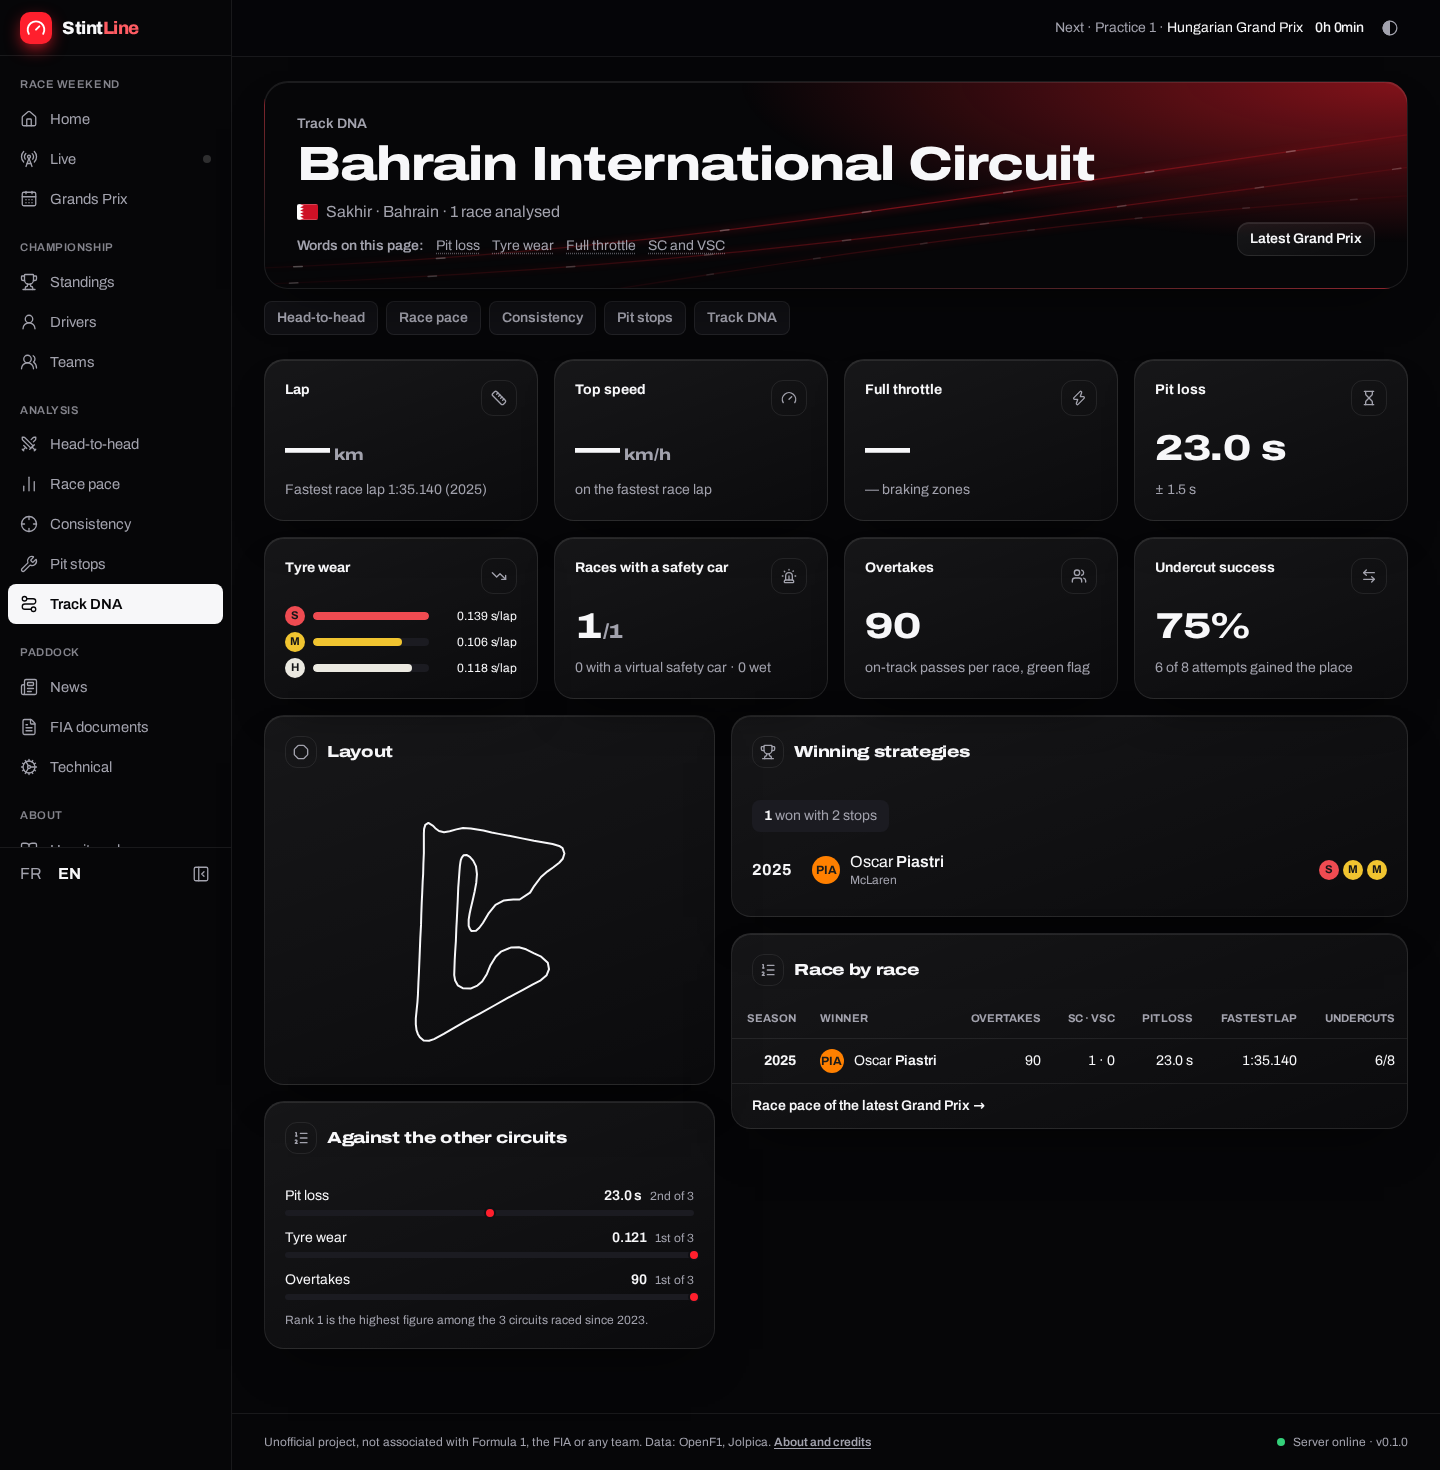 StintLine
Next · Practice 1 · Hungarian Grand Prix 0h 0min
RACE WEEKEND
Home
Live
Grands Prix
CHAMPIONSHIP
Standings
Drivers
Teams
ANALYSIS
Head-to-head
Race pace
Consistency
Pit stops
Track DNA
PADDOCK
News
FIA documents
Technical
ABOUT
FR EN
Track DNA
Bahrain International Circuit
Sakhir · Bahrain · 1 race analysed
Words on this page: Pit loss Tyre wear Full throttle SC and VSC
Latest Grand Prix
Head-to-head Race pace Consistency Pit stops Track DNA
Lap
— km
Fastest race lap 1:35.140 (2025)
Top speed
— km/h
on the fastest race lap
Full throttle
—
— braking zones
Pit loss
23.0 s
± 1.5 s
Tyre wear
S 0.139 s/lap
M 0.106 s/lap
H 0.118 s/lap
Races with a safety car
1/1
0 with a virtual safety car · 0 wet
Overtakes
90
on-track passes per race, green flag
Undercut success
75%
6 of 8 attempts gained the place
Layout
Winning strategies
1 won with 2 stops
2025 PIA Oscar Piastri S M M
McLaren
Race by race
SEASON WINNER OVERTAKES SC · VSC PIT LOSS FASTEST LAP UNDERCUTS
2025 PIA Oscar Piastri 90 1 · 0 23.0 s 1:35.140 6/8
Race pace of the latest Grand Prix →
Against the other circuits
Pit loss 23.0 s 2nd of 3
Tyre wear 0.121 1st of 3
Overtakes 90 1st of 3
Rank 1 is the highest figure among the 3 circuits raced since 2023.
Unofficial project, not associated with Formula 1, the FIA or any team. Data: OpenF1, Jolpica. About and credits
Server online · v0.1.0